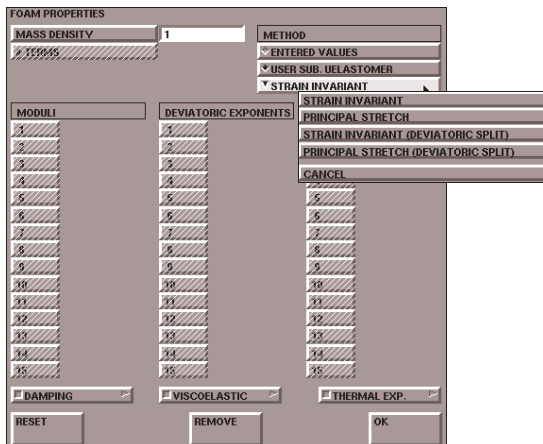 FOAM PROPERTIES
MASS DENSITY 1 METHOD
# TERMS ENTERED VALUES
USER SUB. UELASTOMER
STRAIN INVARIANT
STRAIN INVARIANT
PRINCIPAL STRETCH
STRAIN INVARIANT (DEVIATORIC SPLIT)
PRINCIPAL STRETCH (DEVIATORIC SPLIT)
CANCEL
MODULI DEVIATORIC EXPONENTS
1 1
2 2
3 3
4 4 4
5 5 5
6 6 6
7 7 7
8 8 8
9 9 9
10 10 10
11 11 11
12 12 12
13 13 13
14 14 14
15 15 15
DAMPING VISCOELASTIC THERMAL EXP.
RESET REMOVE OK